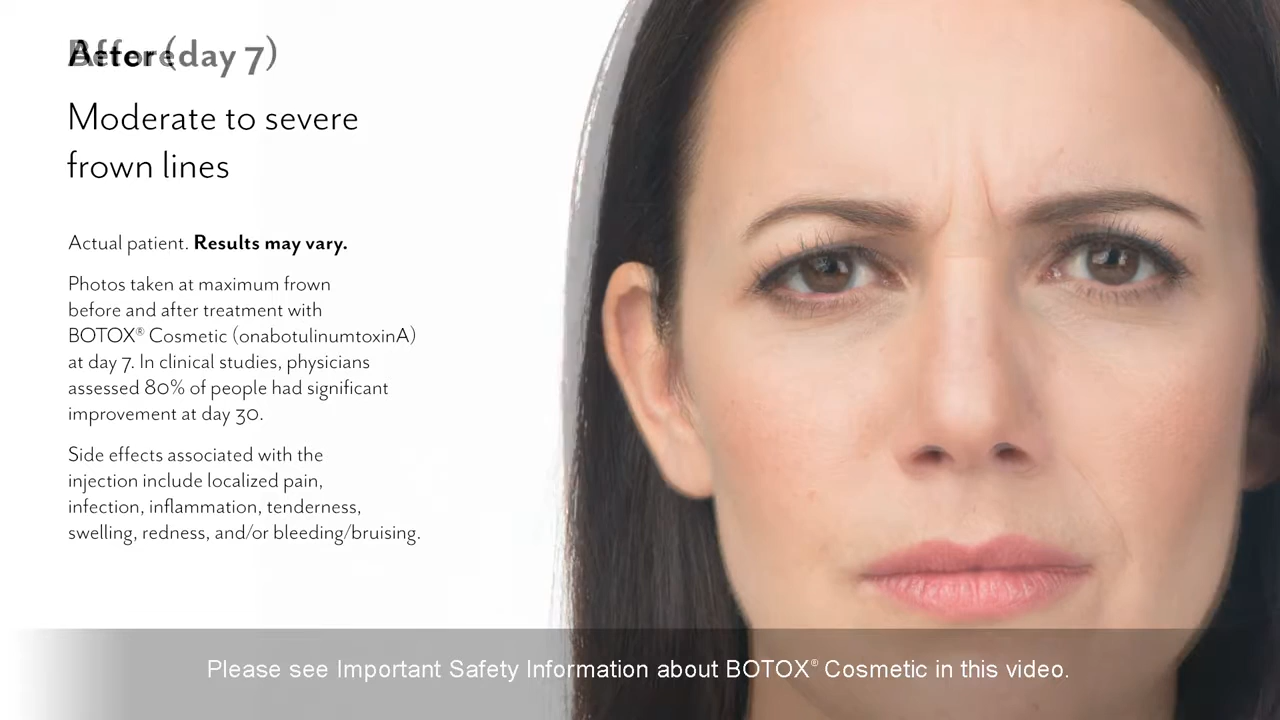 After (day 7)
Moderate to severe
frown lines
Actual patient. Results may vary.
Photos taken at maximum frown
before and after treatment with
BOTOX® Cosmetic (onabotulinumtoxinA)
at day 7. In clinical studies, physicians
assessed 80% of people had significant
improvement at day 30.
Side effects associated with the
injection include localized pain,
infection, inflammation, tenderness,
swelling, redness, and/or bleeding/bruising.
Please see Important Safety Information about BOTOX® Cosmetic in this video.